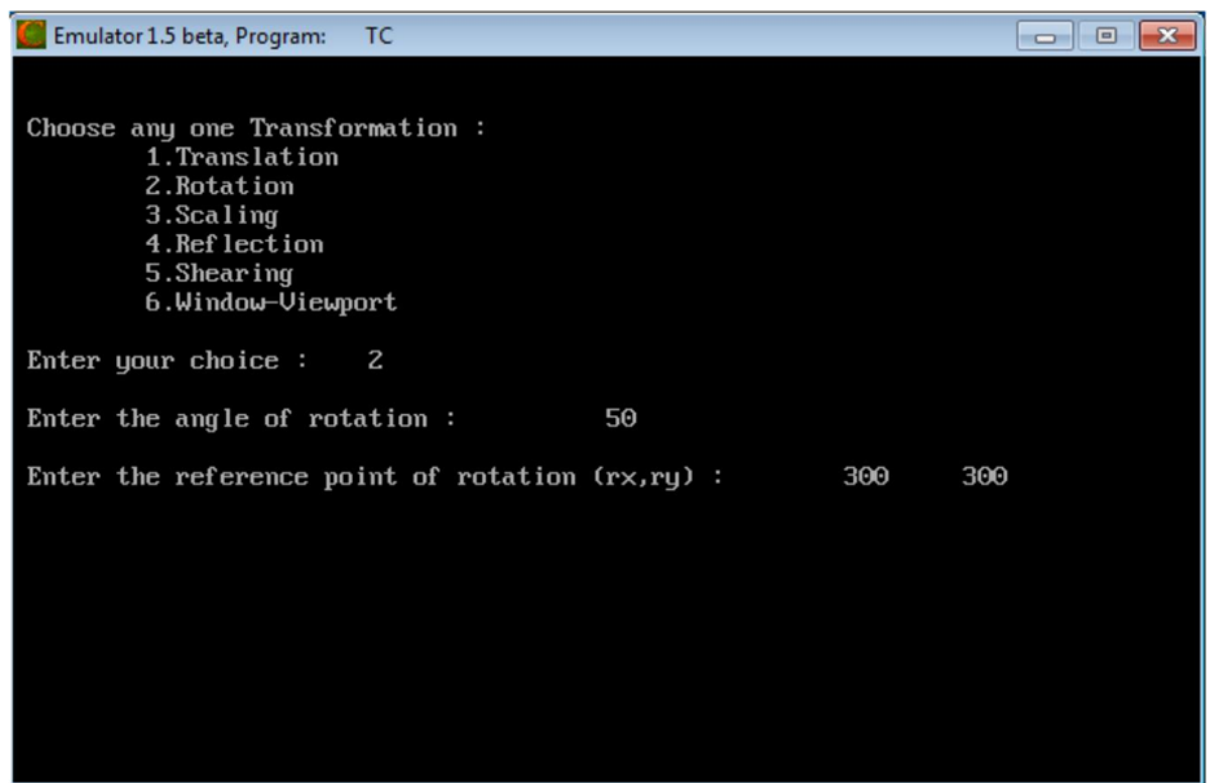 Emulator 1.5 beta, Program: TC
Choose any one Transformation :
1.Translation
2.Rotation
3.Scaling
4.Reflection
5.Shearing
6.Window-Viewport
Enter your choice : 2
Enter the angle of rotation : 50
Enter the reference point of rotation (rx,ry) : 300 300